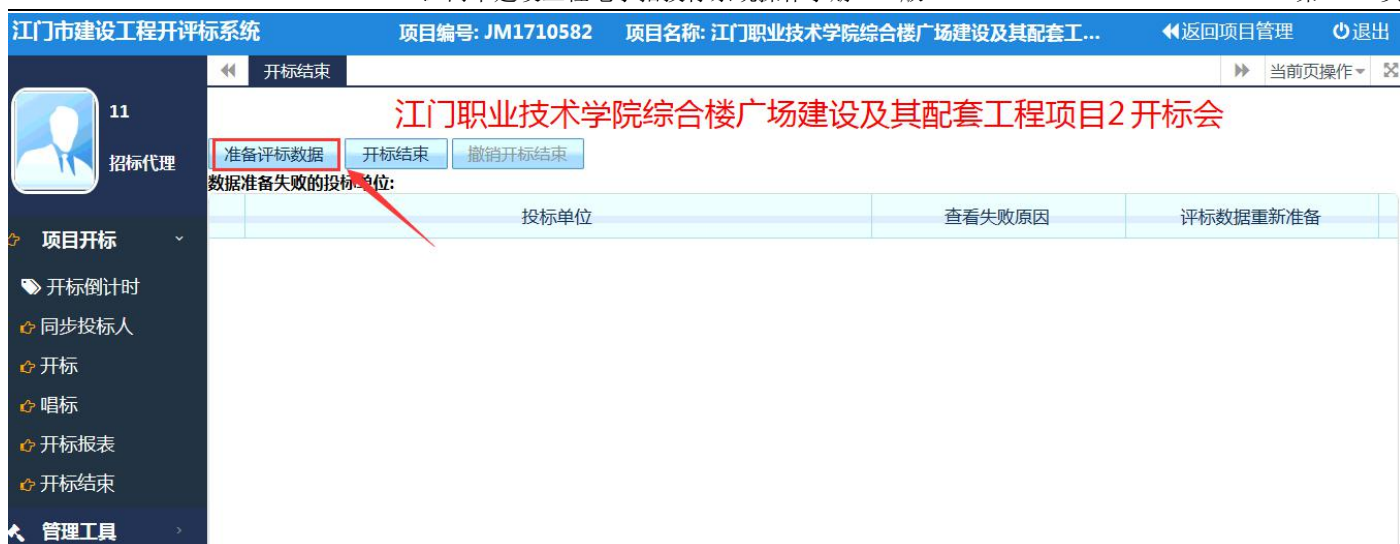 江门市建设工程开评标系统 项目编号: JM1710582 项目名称: 江门职业技术学院综合楼广场建设及其配套工... 返回项目管理 退出
开标结束 当前页操作
11
招标代理
江门职业技术学院综合楼广场建设及其配套工程项目2开标会
准备评标数据 开标结束 撤销开标结束
数据准备失败的投标单位:
投标单位 查看失败原因 评标数据重新准备
项目开标
开标倒计时
同步投标人
开标
唱标
开标报表
开标结束
管理工具